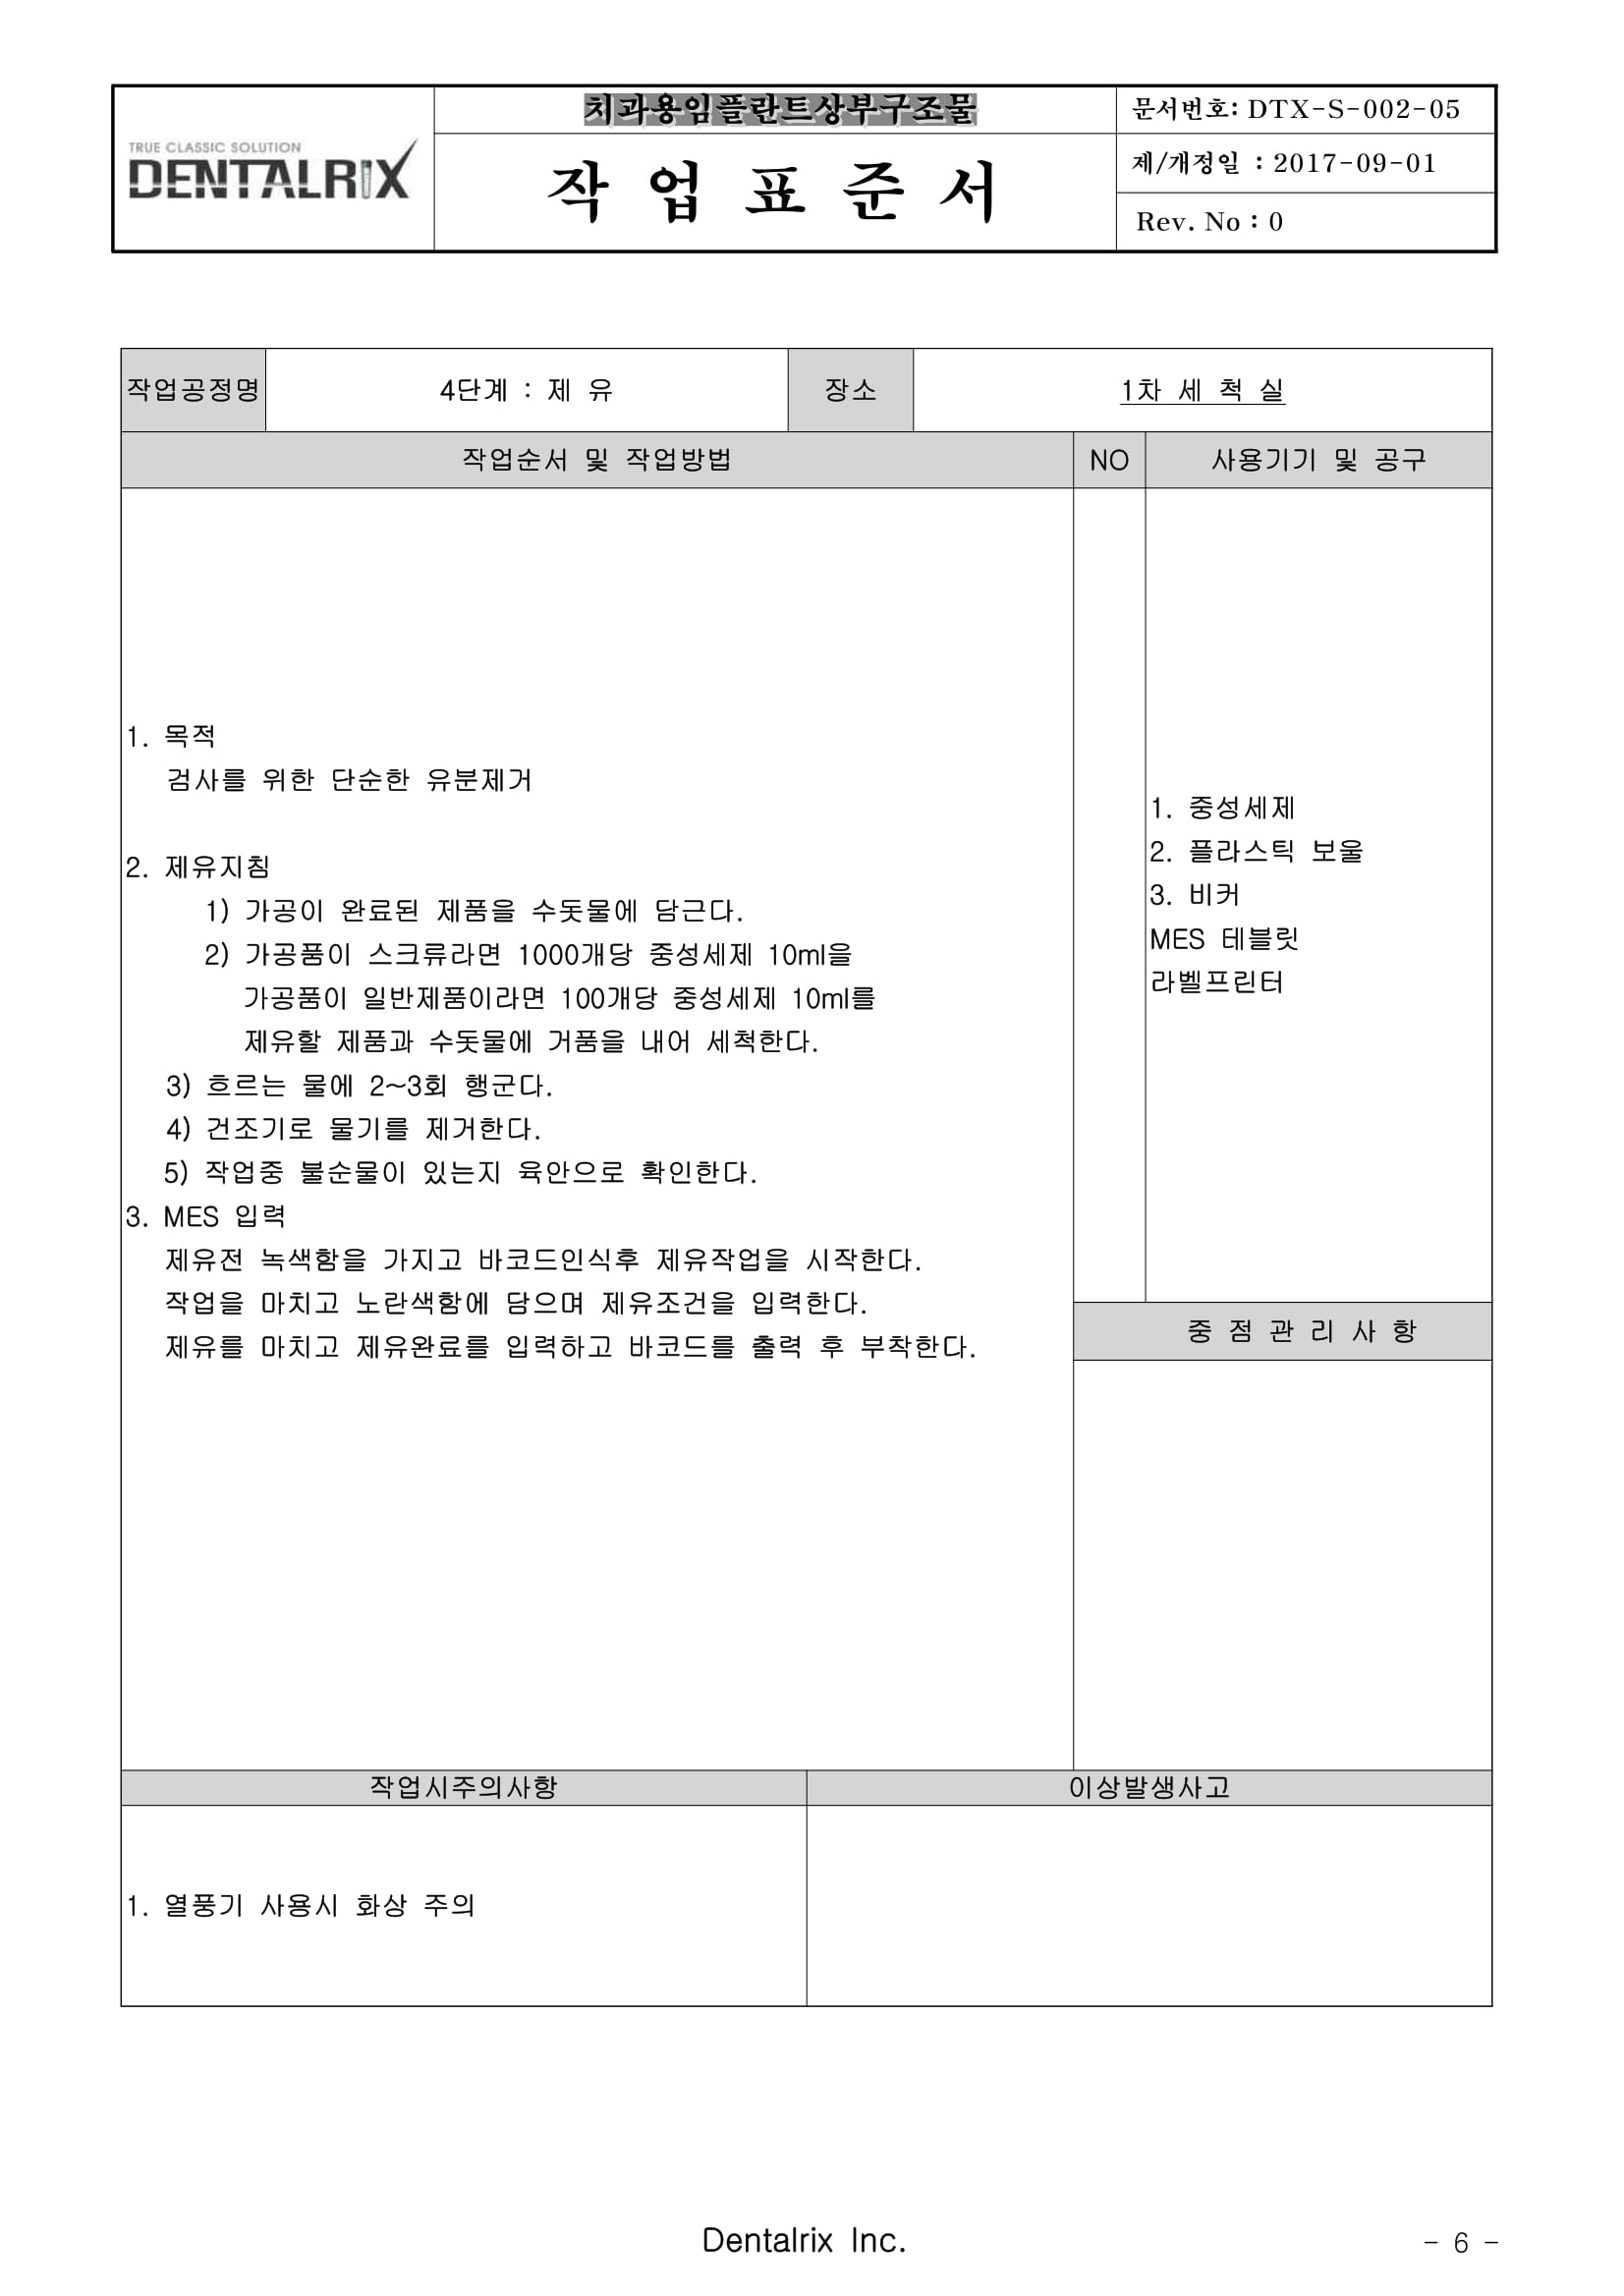 TRUE CLASSIC SOLUTION
DENTALRIX
치과용임플란트상부구조물
작 업 표 준 서
문서번호: DTX-S-002-05
제/개정일 : 2017-09-01
Rev. No : 0
작업공정명
4단계 : 제 유
장소
1차 세 척 실
작업순서 및 작업방법
NO
사용기기 및 공구
1. 목적
검사를 위한 단순한 유분제거
2. 제유지침
1) 가공이 완료된 제품을 수돗물에 담근다.
2) 가공품이 스크류라면 1000개당 중성세제 10ml을
가공품이 일반제품이라면 100개당 중성세제 10ml를
제유할 제품과 수돗물에 거품을 내어 세척한다.
3) 흐르는 물에 2~3회 행군다.
4) 건조기로 물기를 제거한다.
5) 작업중 불순물이 있는지 육안으로 확인한다.
3. MES 입력
제유전 녹색함을 가지고 바코드인식후 제유작업을 시작한다.
작업을 마치고 노란색함에 담으며 제유조건을 입력한다.
제유를 마치고 제유완료를 입력하고 바코드를 출력 후 부착한다.
1. 중성세제
2. 플라스틱 보울
3. 비커
MES 테블릿
라벨프린터
중 점 관 리 사 항
작업시주의사항
이상발생사고
1. 열풍기 사용시 화상 주의
Dentalrix Inc.
- 6 -